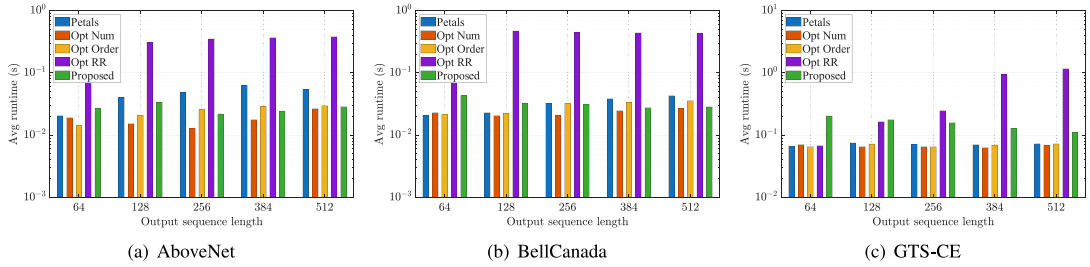 10^0
10^-1
10^-2
10^-3
Avg runtime (s)
Petals
Opt Num
Opt Order
Opt RR
Proposed
64 128 256 384 512
Output sequence length
(a) AboveNet
10^0
10^-1
10^-2
10^-3
Avg runtime (s)
Petals
Opt Num
Opt Order
Opt RR
Proposed
64 128 256 384 512
Output sequence length
(b) BellCanada
10^1
10^0
10^-1
10^-2
Avg runtime (s)
Petals
Opt Num
Opt Order
Opt RR
Proposed
64 128 256 384 512
Output sequence length
(c) GTS-CE